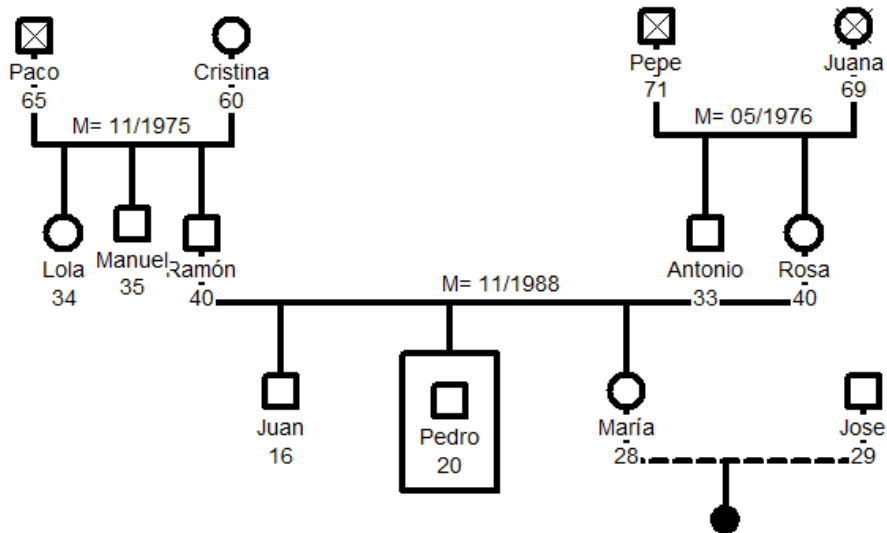 Paco
65
Cristina
60
Pepe
71
Juana
69
M= 11/1975
M= 05/1976
Lola
34
Manuel
35
Ramón
40
Antonio
33
Rosa
40
M= 11/1988
Juan
16
Pedro
20
María
28
Jose
29